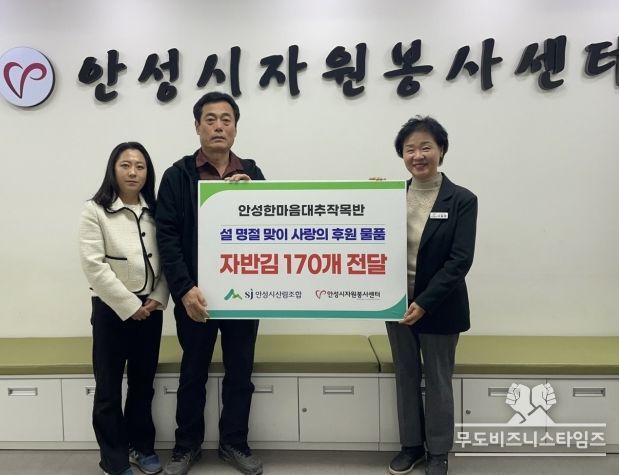 안성시자원봉사센터
안성한마음대추작목반
설 명절 맞이 사랑의 후원 물품
자반김 170개 전달
sj 안성시산림조합 안성시자원봉사센터
무도비즈니스타임즈